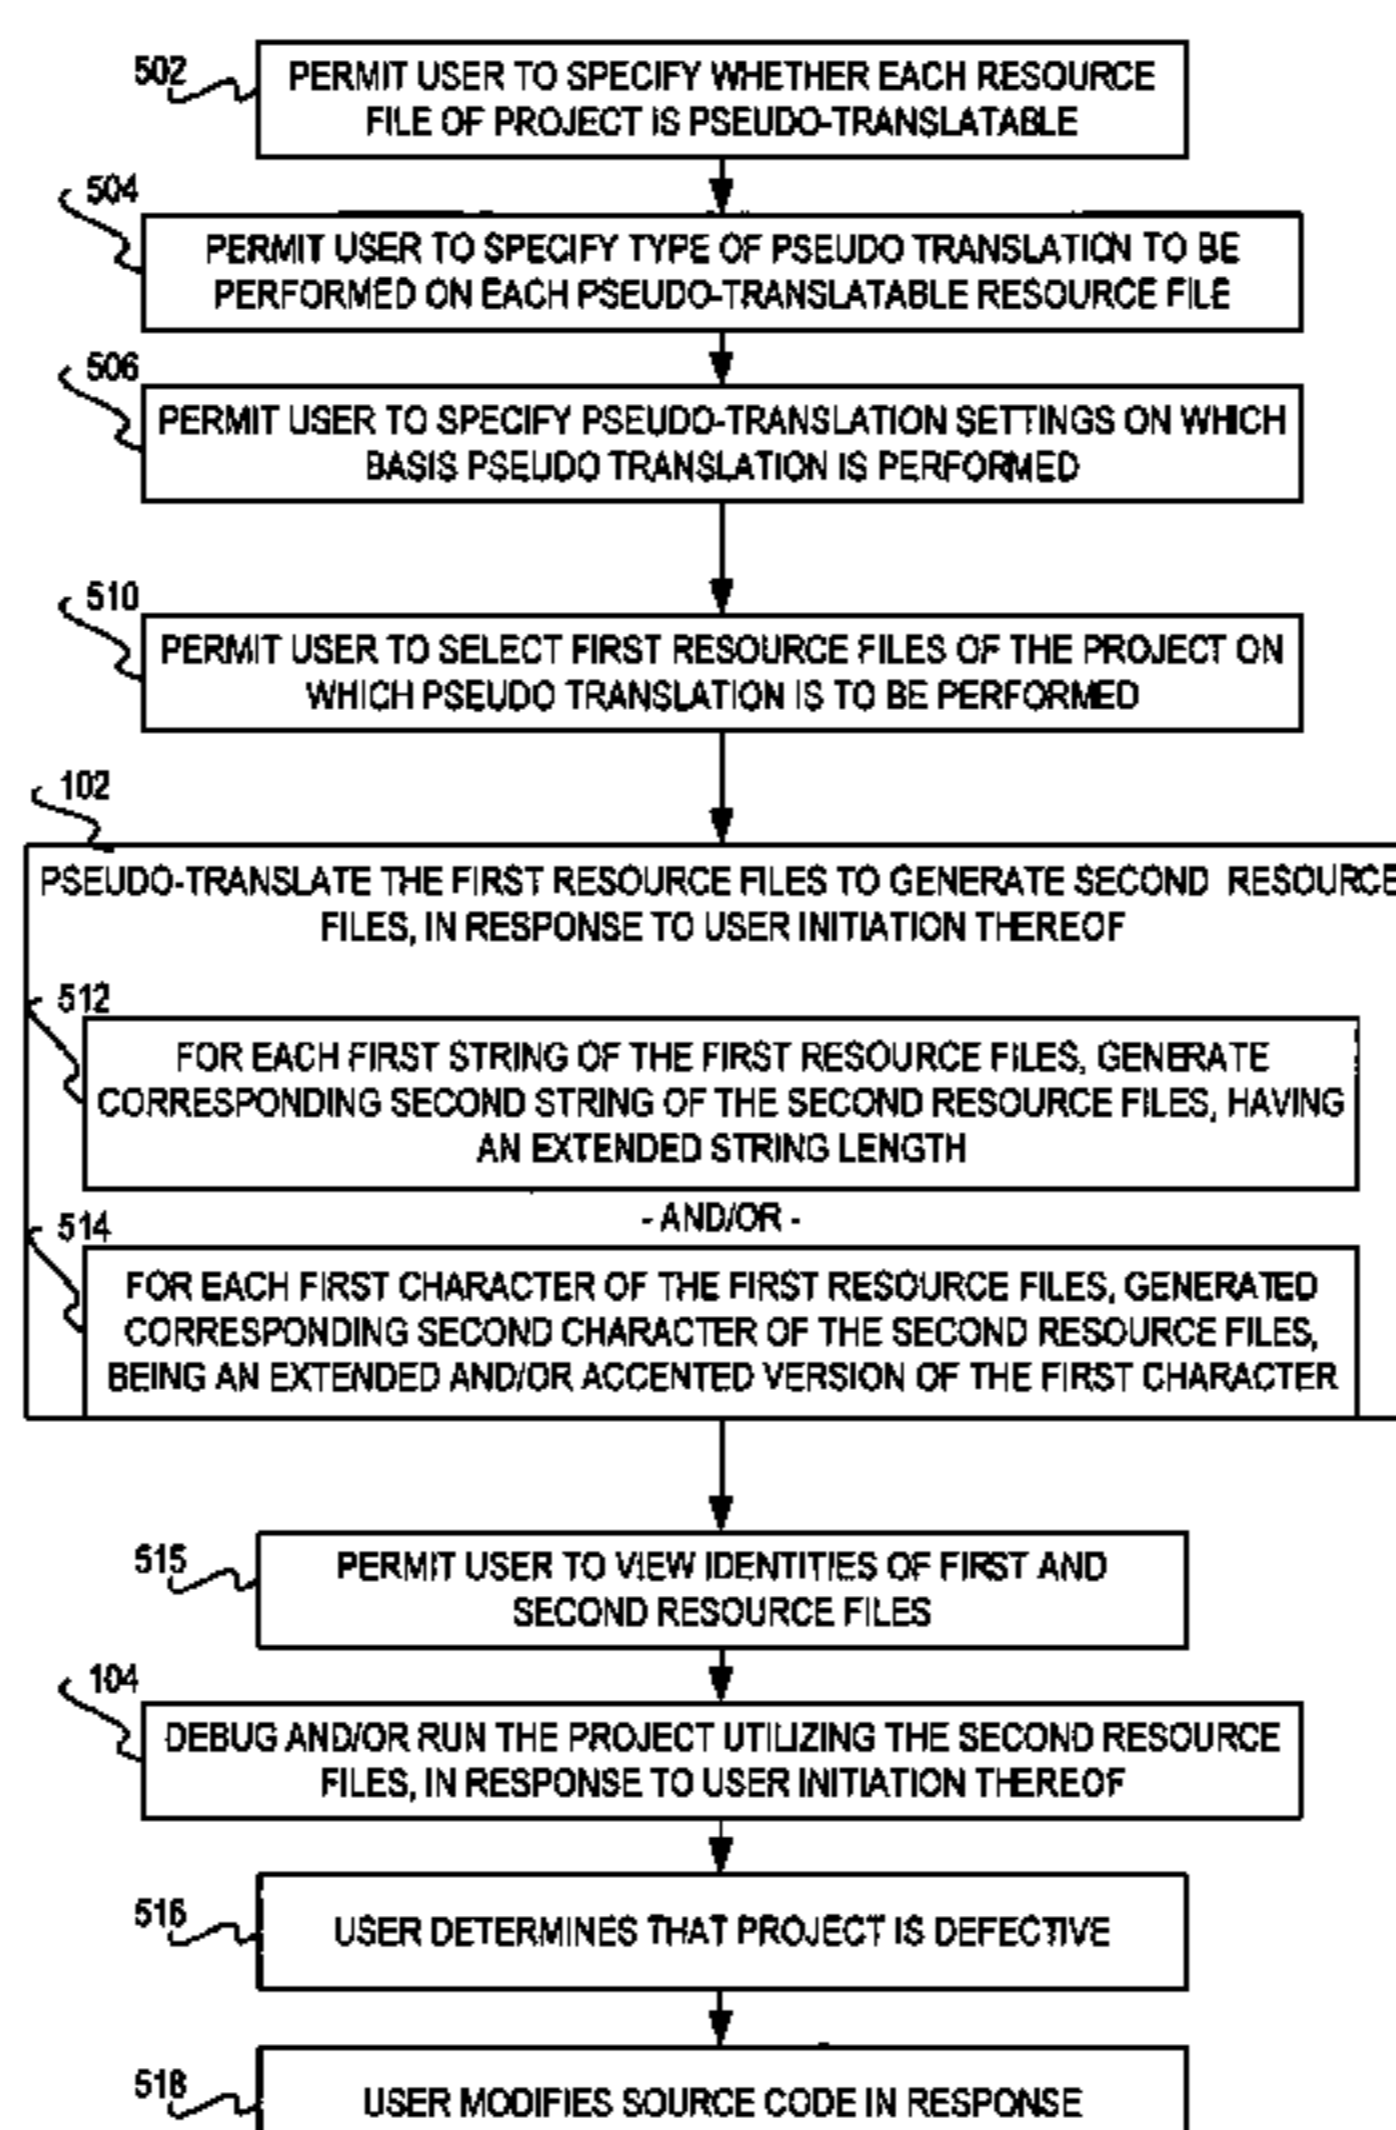 502
PERMIT USER TO SPECIFY WHETHER EACH RESOURCE
FILE OF PROJECT IS PSEUDO-TRANSLATABLE
504
PERMIT USER TO SPECIFY TYPE OF PSEUDO TRANSLATION TO BE
PERFORMED ON EACH PSEUDO-TRANSLATABLE RESOURCE FILE
506
PERMIT USER TO SPECIFY PSEUDO-TRANSLATION SETTINGS ON WHICH
BASIS PSEUDO TRANSLATION IS PERFORMED
510
PERMIT USER TO SELECT FIRST RESOURCE FILES OF THE PROJECT ON
WHICH PSEUDO TRANSLATION IS TO BE PERFORMED
102
PSEUDO-TRANSLATE THE FIRST RESOURCE FILES TO GENERATE SECOND RESOURCE
FILES, IN RESPONSE TO USER INITIATION THEREOF
512
FOR EACH FIRST STRING OF THE FIRST RESOURCE FILES, GENERATE
CORRESPONDING SECOND STRING OF THE SECOND RESOURCE FILES, HAVING
AN EXTENDED STRING LENGTH
- AND/OR -
514
FOR EACH FIRST CHARACTER OF THE FIRST RESOURCE FILES, GENERATED
CORRESPONDING SECOND CHARACTER OF THE SECOND RESOURCE FILES,
BEING AN EXTENDED AND/OR ACCENTED VERSION OF THE FIRST CHARACTER
515
PERMIT USER TO VIEW IDENTITIES OF FIRST AND
SECOND RESOURCE FILES
104
DEBUG AND/OR RUN THE PROJECT UTILIZING THE SECOND RESOURCE
FILES, IN RESPONSE TO USER INITIATION THEREOF
516
USER DETERMINES THAT PROJECT IS DEFECTIVE
518
USER MODIFIES SOURCE CODE IN RESPONSE